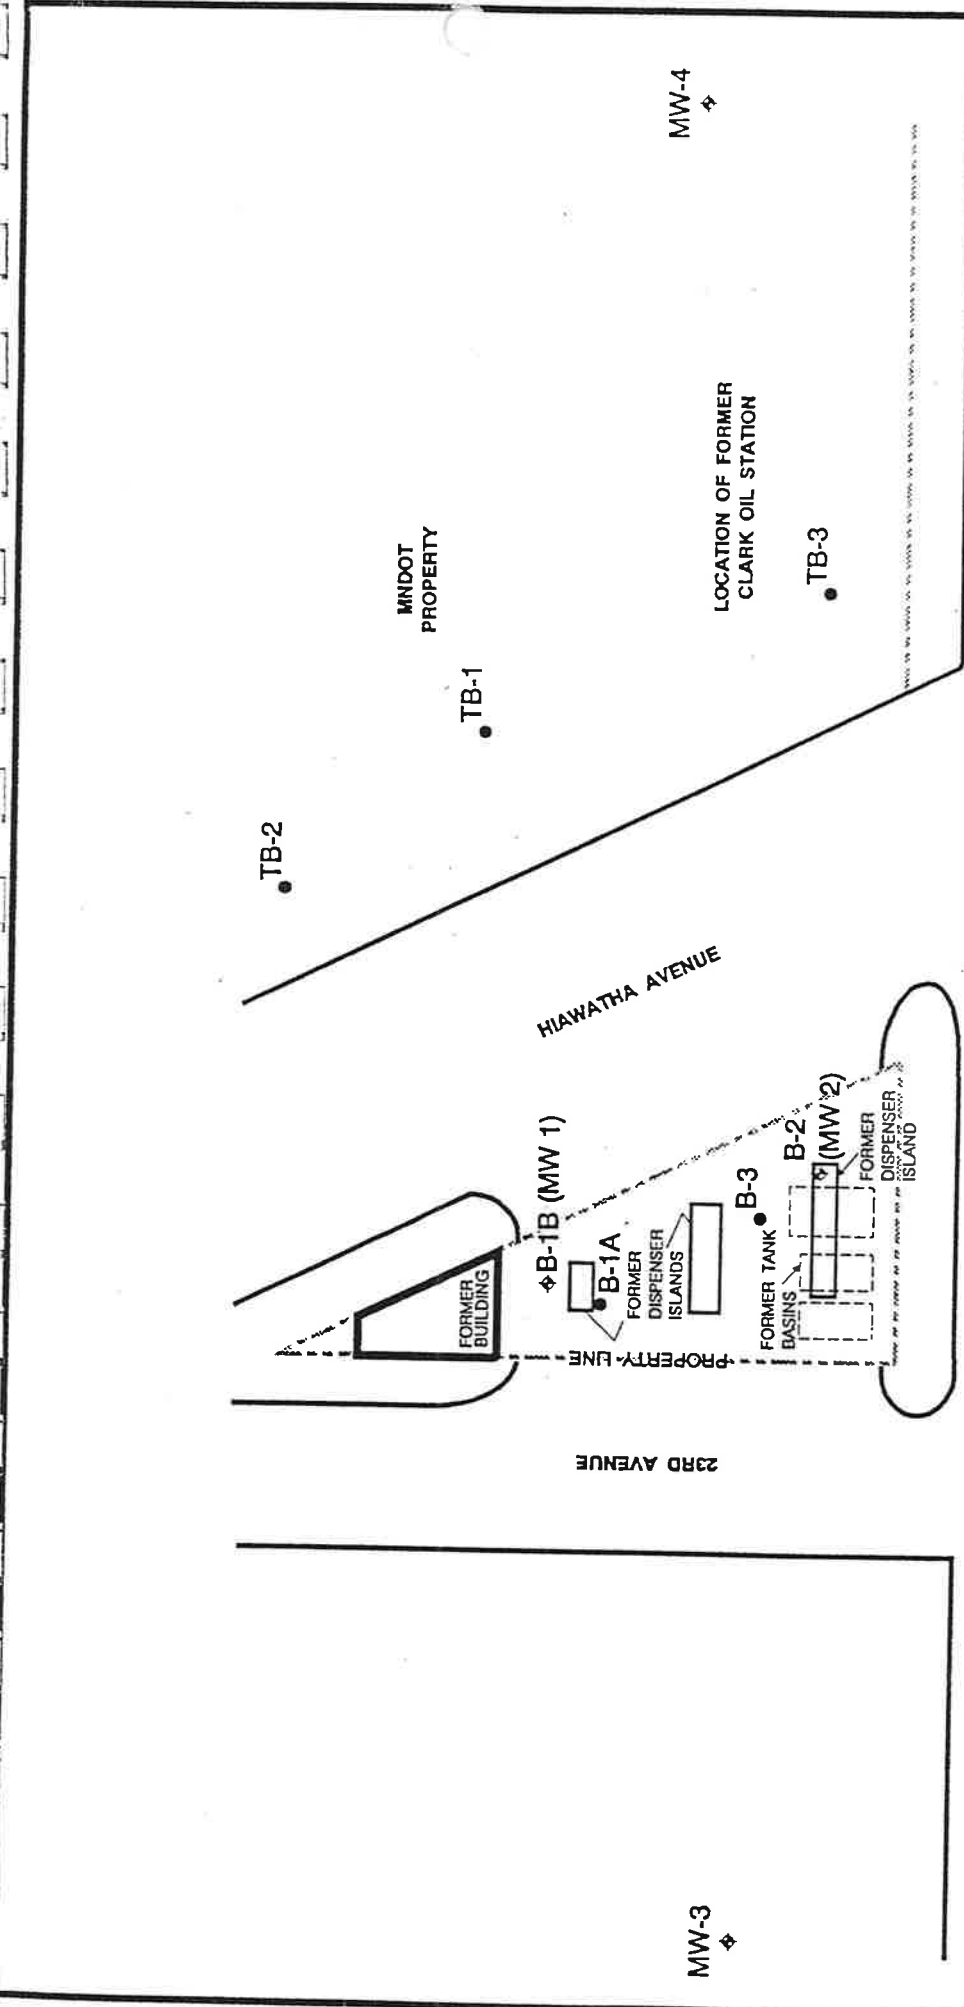 MW-4
MNDOT
PROPERTY
LOCATION OF FORMER
CLARK OIL STATION
TB-3
TB-1
TB-2
HIAWATHA AVENUE
B-1B (MW 1)
B-2
(MW 2)
FORMER
DISPENSER
ISLAND
B-3
B-1A
FORMER
DISPENSER
ISLANDS
FORMER TANK
BASINS
FORMER
BUILDING
PROPERTY LINE
23RD AVENUE
MW-3